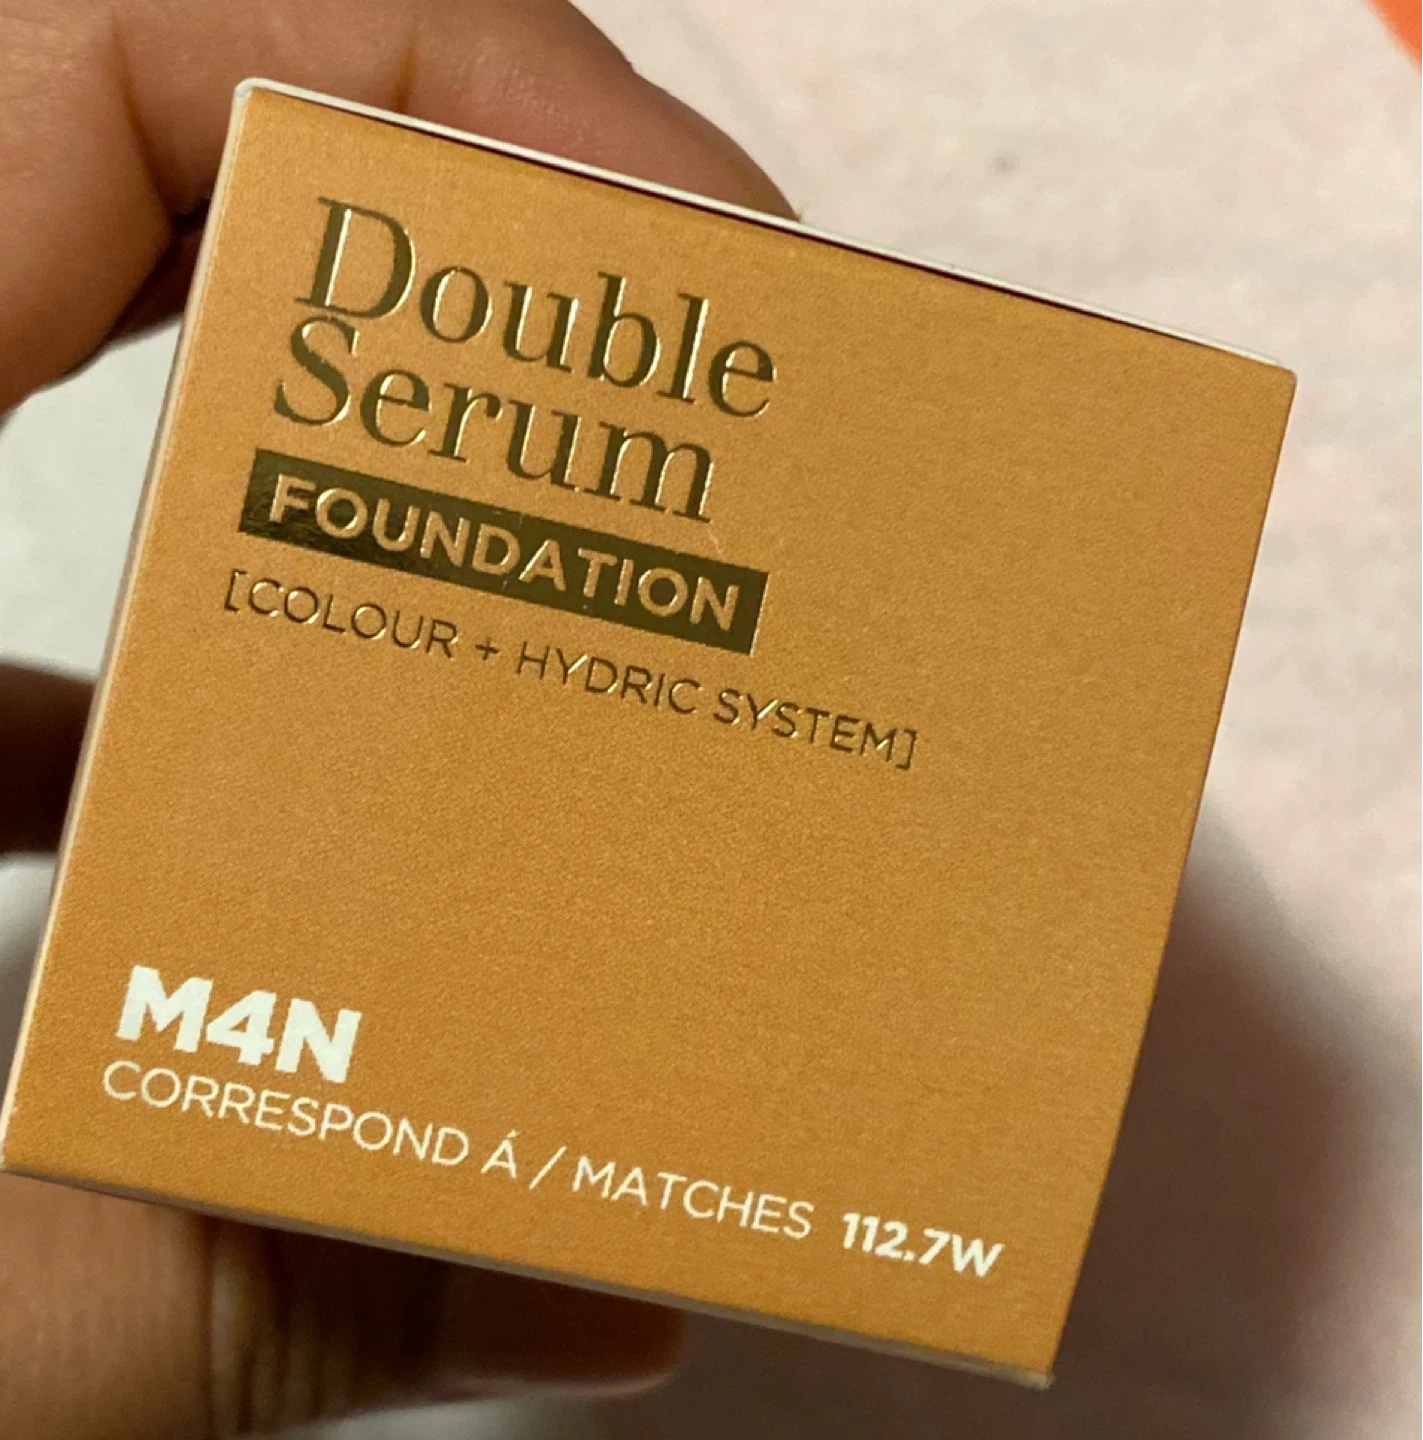 Double
Serum
FOUNDATION
[COLOUR + HYDRIC SYSTEM]
M4N
CORRESPOND Á / MATCHES 112.7W